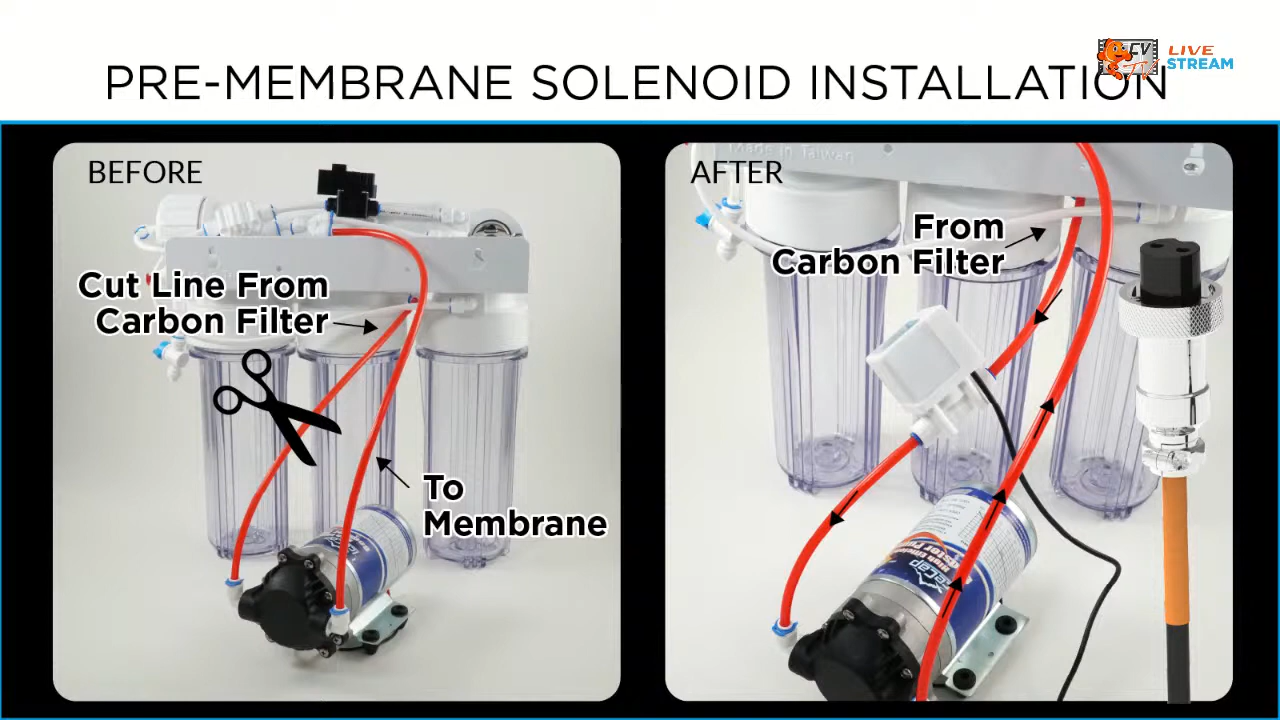 PRE-MEMBRANE SOLENOID INSTALLATION
LIVE
STREAM
BEFORE
Cut Line From
Carbon Filter
To
Membrane
AFTER
Made in Taiwan
From
Carbon Filter